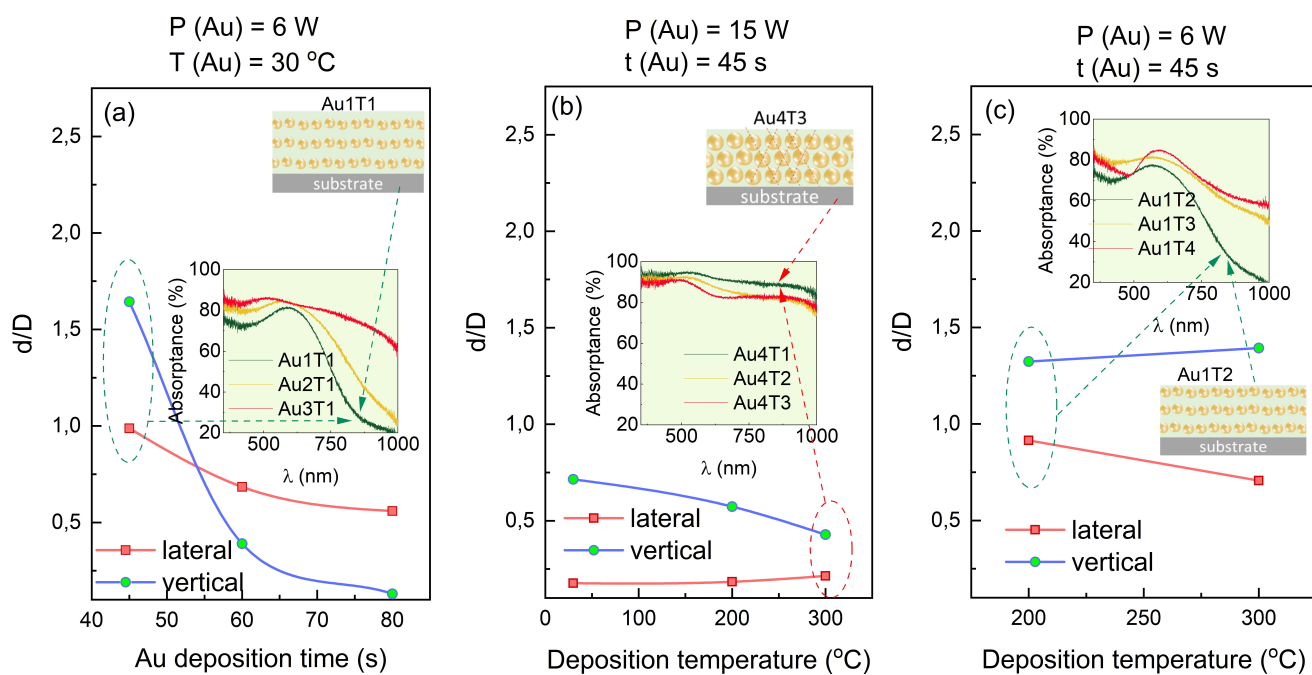 P (Au) = 6 W
T (Au) = 30 °C
(a)
Au1T1
substrate
d/D
2,5
2,0
1.5
1.0
0.5
Absorptance (%)
100
80
60
40
20
Au1T1
Au2T1
Au3T1
500
750
1000
λ (nm)
lateral
vertical
40
50
60
70
80
Au deposition time (s)
P (Au) = 15 W
t (Au) = 45 s
(b)
Au4T3
substrate
d/D
2,5
2,0
1.5
1.0
0.5
Absorptance (%)
100
80
60
40
20
Au4T1
Au4T2
Au4T3
500
750
1000
λ (nm)
lateral
vertical
0
100
200
300
Deposition temperature (°C)
P (Au) = 6 W
t (Au) = 45 s
(c)
d/D
2,5
2,0
1.5
1.0
0.5
Absorptance (%)
100
80
60
40
20
Au1T2
Au1T3
Au1T4
500
750
1000
λ (nm)
Au1T2
substrate
lateral
vertical
200
250
300
Deposition temperature (°C)